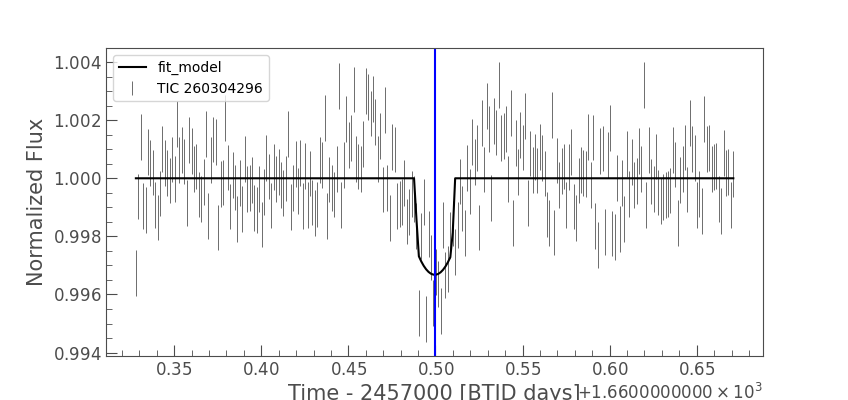 fit_model
TIC 260304296
Normalized Flux
1.004
1.002
1.000
0.998
0.996
0.994
0.35
0.40
0.45
0.50
0.55
0.60
0.65
Time - 2457000 [BTJD days]
+1.6600000000 × 10³